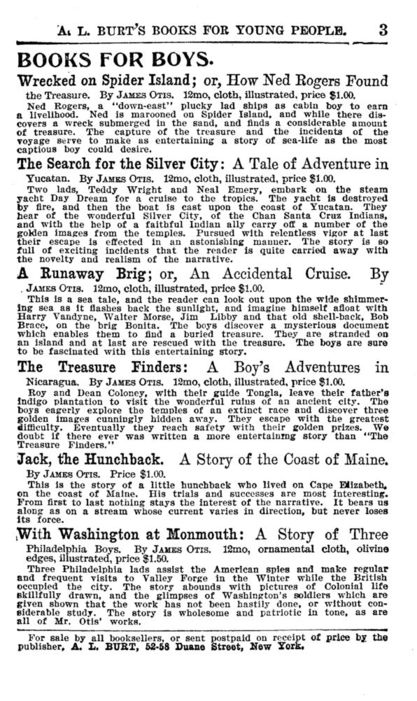 A. L. BURT'S BOOKS FOR YOUNG PEOPLE. 3
BOOKS FOR BOYS.
Wrecked on Spider Island; or, How Ned Rogers Found
the Treasure. By JAMES OTIS. 12mo, cloth, illustrated, price $1.00.
Ned Rogers, a "down-east" plucky lad ships as cabin boy to earn
a livelihood. Ned is marooned on Spider Island, and while there dis-
covers a wreck submerged in the sand, and finds a considerable amount
of treasure. The capture of the treasure and the incidents of the
voyage serve to make as entertaining a story of sea-life as the most
captious boy could desire.
The Search for the Silver City: A Tale of Adventure in
Yucatan. By JAMES OTIS. 12mo, cloth, illustrated, price $1.00.
Two lads, Teddy Wright and Neal Emery, embark on the steam
yacht Day Dream for a cruise to the tropics. The yacht is destroyed
by fire, and then the boat is cast upon the coast of Yucatan. They
hear of the wonderful Silver City, of the Chan Santa Cruz Indians,
and with the help of a faithful Indian ally carry off a number of the
golden images from the temples. Pursued with relentless vigor at last
their escape is effected in an astonishing manner. The story is so
full of exciting incidents that the reader is quite carried away with
the novelty and realism of the narrative.
A Runaway Brig; or, An Accidental Cruise. By
JAMES OTIS. 12mo, cloth, illustrated, price $1.00.
This is a sea tale, and the reader can look out upon the wide shimmer-
ing sea as it flashes back the sunlight, and imagine himself afloat with
Harry Vandyne, Walter Morse, Jim Libby and that old shell-back, Bob
Brace, on the brig Bonita. The boys discover a mysterious document
which enables them to find a buried treasure. They are stranded on
an island and at last are rescued with the treasure. The boys are sure
to be fascinated with this entertaining story.
The Treasure Finders: A Boy's Adventures in
Nicaragua. By JAMES OTIS. 12mo, cloth, illustrated, price $1.00.
Roy and Dean Coloney, with their guide Tongla, leave their father's
indigo plantation to visit the wonderful ruins of an ancient city. The
boys eagerly explore the temples of an extinct race and discover three
golden images cunningly hidden away. They escape with the greatest
difficulty. Eventually they reach safety with their golden prizes. We
doubt if there ever was written a more entertaining story than "The
Treasure Finders."
Jack, the Hunchback. A Story of the Coast of Maine.
By JAMES OTIS. Price $1.00.
This is the story of a little hunchback who lived on Cape Elizabeth,
on the coast of Maine. His trials and successes are most interesting.
From first to last nothing stays the interest of the narrative. It bears us
along as on a stream whose current varies in direction, but never loses
its force.
With Washington at Monmouth: A Story of Three
Philadelphia Boys. By JAMES OTIS. 12mo, ornamental cloth, olivine
edges, illustrated, price $1.50.
Three Philadelphia lads assist the American spies and make regular
and frequent visits to Valley Forge in the Winter while the British
occupied the city. The story abounds with pictures of Colonial life
skillfully drawn, and the glimpses of Washington's soldiers which are
given shown that the work has not been hastily done, or without con-
siderable study. The story is wholesome and patriotic in tone, as are
all of Mr. Otis' works.
For sale by all booksellers, or sent postpaid on receipt of price by the
publisher, A. L. BURT, 52-58 Duane Street, New York.